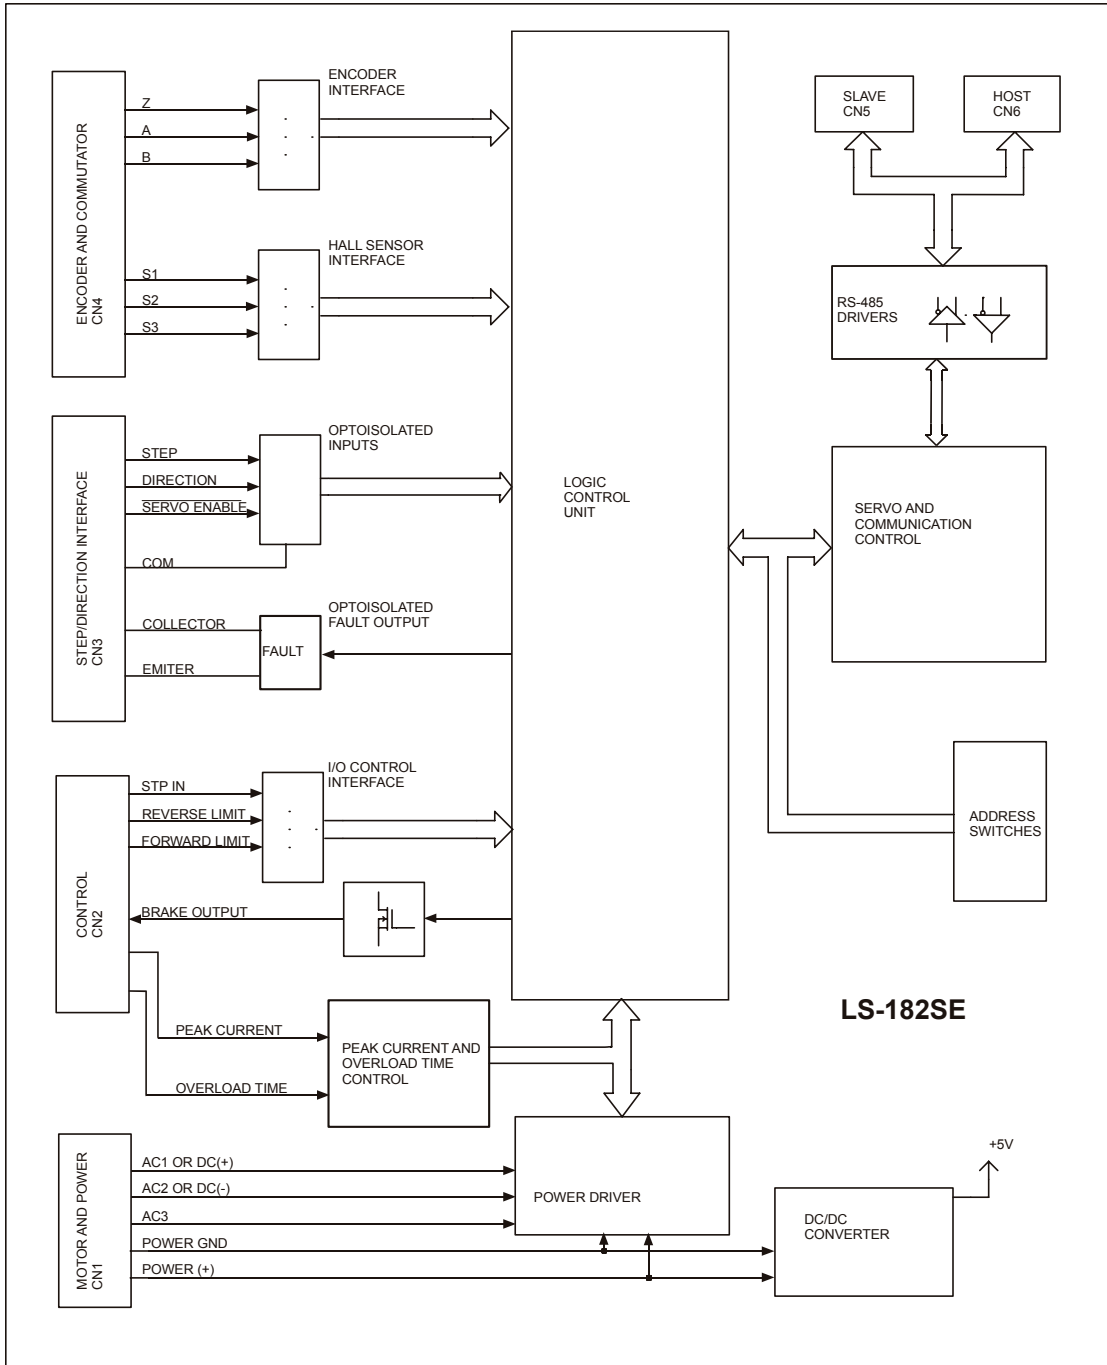 ENCODER AND COMMUTATOR
CN4
Z
A
B
ENCODER
INTERFACE
S1
S2
S3
HALL SENSOR
INTERFACE
STEP/DIRECTION INTERFACE
CN3
STEP
DIRECTION
SERVO ENABLE
COM
OPTOISOLATED
INPUTS
COLLECTOR
EMITER
FAULT
OPTOISOLATED
FAULT OUTPUT
CONTROL
CN2
STP IN
REVERSE LIMIT
FORWARD LIMIT
I/O CONTROL
INTERFACE
BRAKE OUTPUT
PEAK CURRENT
OVERLOAD TIME
PEAK CURRENT AND
OVERLOAD TIME
CONTROL
MOTOR AND POWER
CN1
AC1 OR DC(+)
AC2 OR DC(-)
AC3
POWER GND
POWER (+)
POWER DRIVER
DC/DC
CONVERTER
+5V
LOGIC
CONTROL
UNIT
SLAVE
CN5
HOST
CN6
RS-485
DRIVERS
SERVO AND
COMMUNICATION
CONTROL
ADDRESS
SWITCHES
LS-182SE